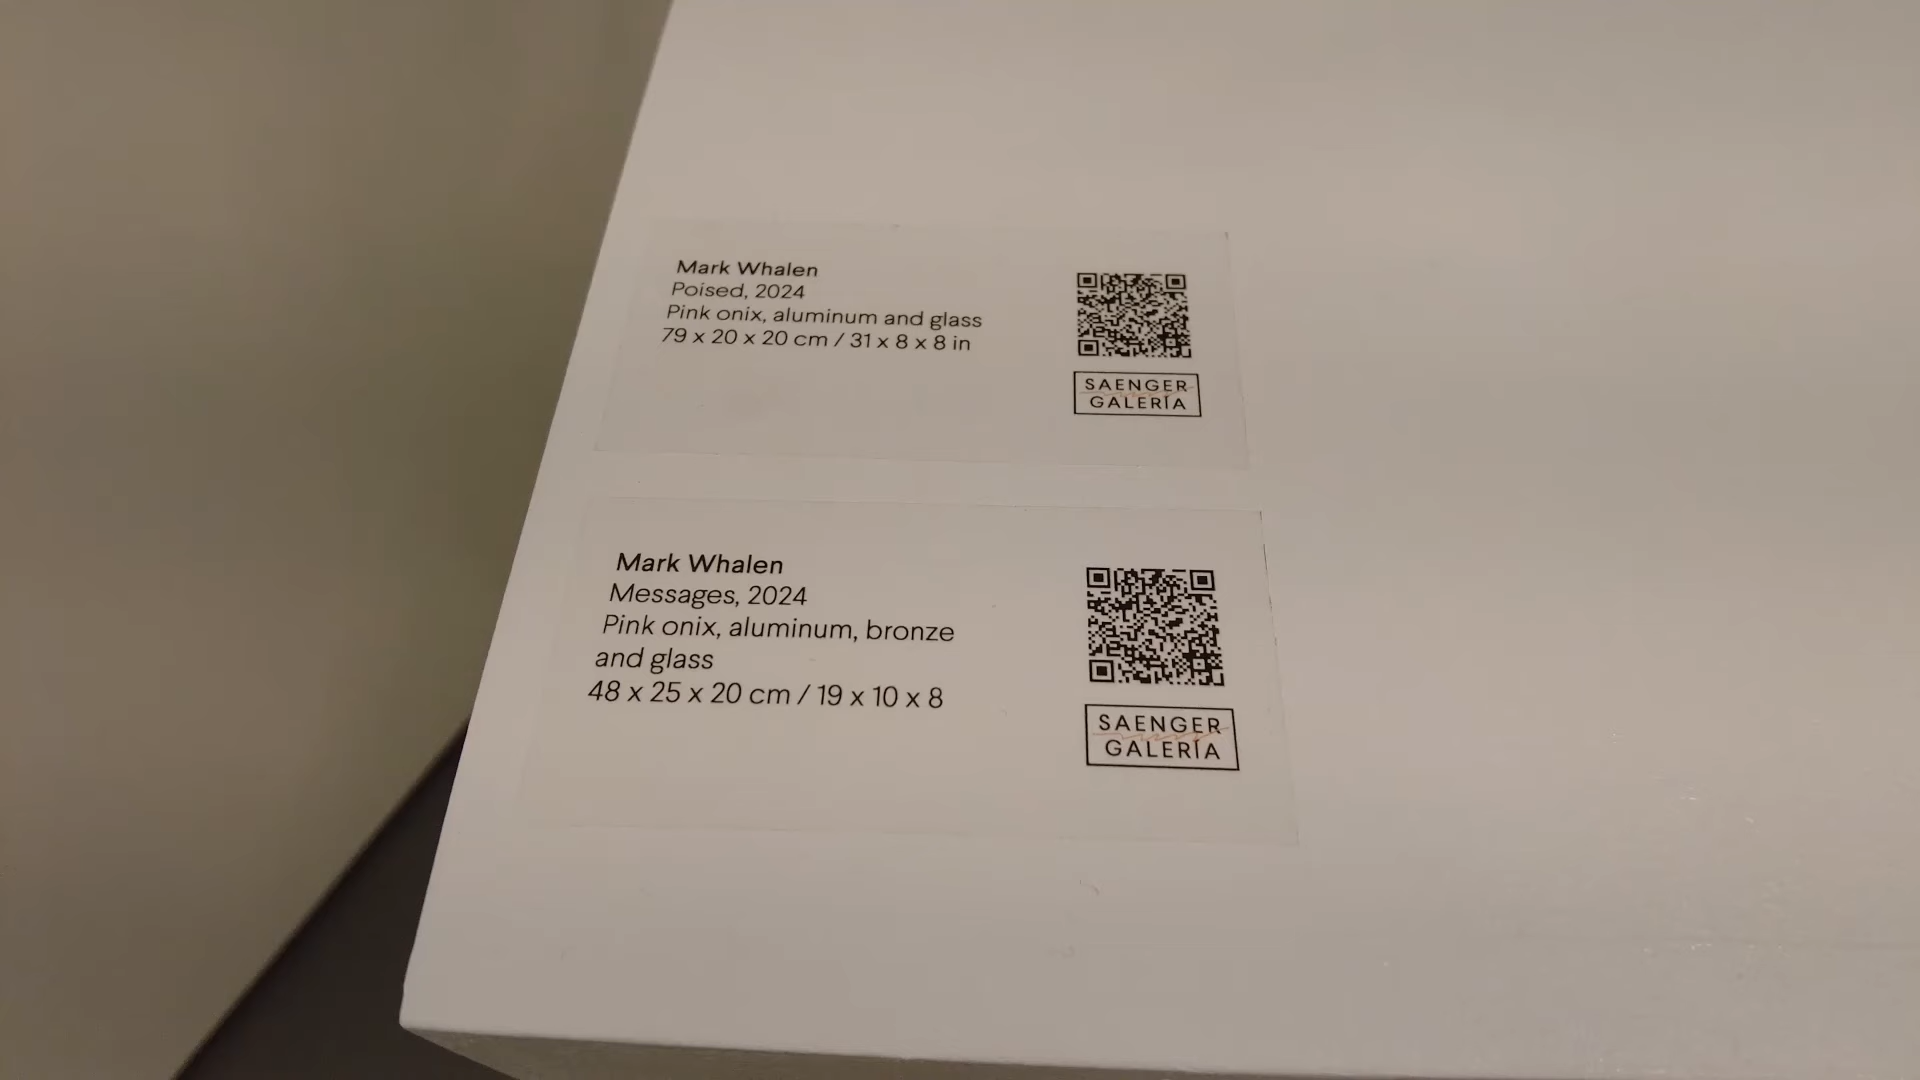 Mark Whalen
Poised, 2024
Pink onix, aluminum and glass
79 x 20 x 20 cm / 31 x 8 x 8 in
SAENGER
GALERÍA
Mark Whalen
Messages, 2024
Pink onix, aluminum, bronze
and glass
48 x 25 x 20 cm / 19 x 10 x 8
SAENGER
GALERÍA